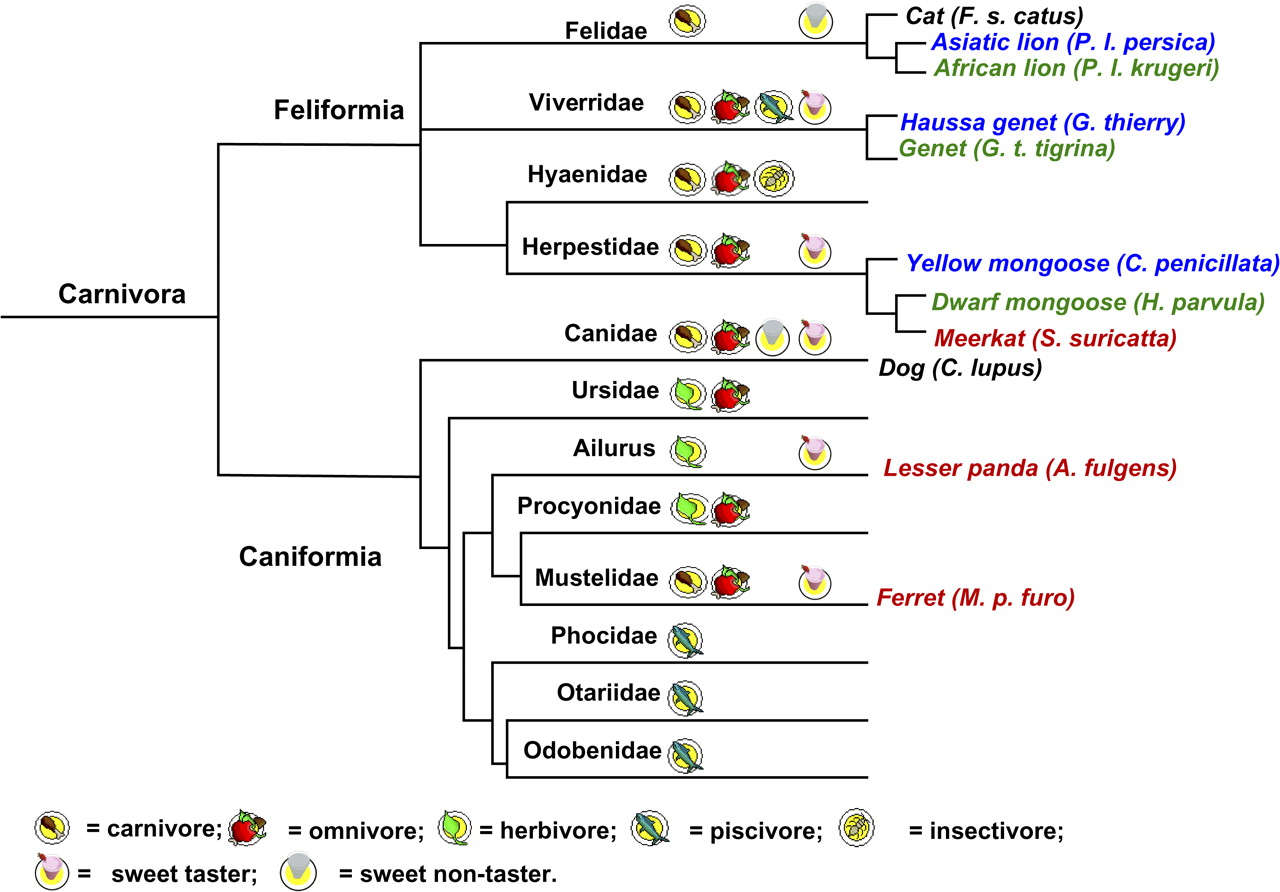 Felidae
Cat (F. s. catus)
Asiatic lion (P. l. persica)
African lion (P. l. krugeri)
Feliformia
Viverridae
Haussa genet (G. thierry)
Genet (G. t. tigrina)
Hyaenidae
Herpestidae
Yellow mongoose (C. penicillata)
Dwarf mongoose (H. parvula)
Meerkat (S. suricatta)
Carnivora
Canidae
Dog (C. lupus)
Ursidae
Ailurus
Lesser panda (A. fulgens)
Procyonidae
Caniformia
Mustelidae
Ferret (M. p. furo)
Phocidae
Otariidae
Odobenidae
= carnivore; = omnivore; = herbivore; = piscivore; = insectivore;
= sweet taster; = sweet non-taster.